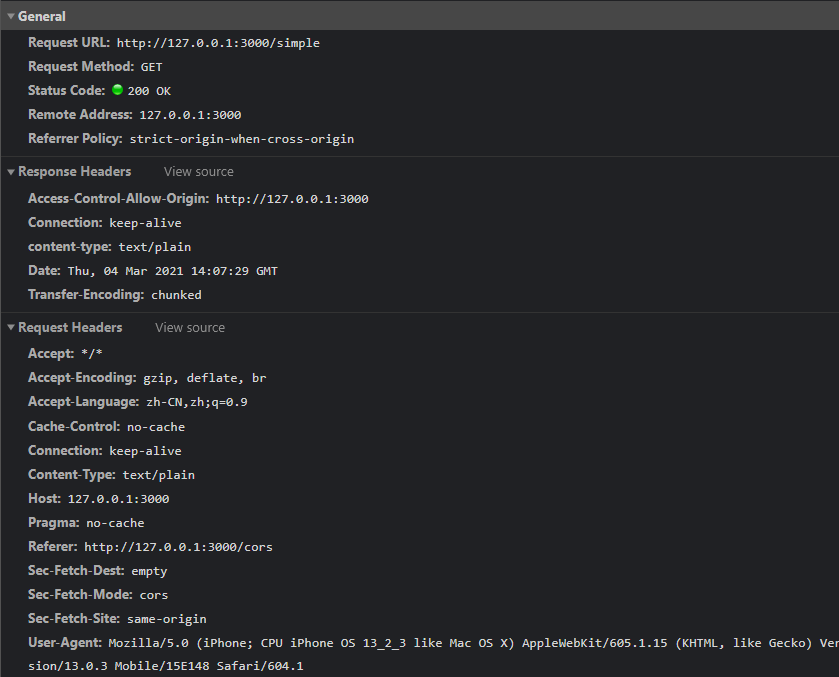 General
Request URL: http://127.0.0.1:3000/simple
Request Method: GET
Status Code: 200 OK
Remote Address: 127.0.0.1:3000
Referrer Policy: strict-origin-when-cross-origin
Response Headers View source
Access-Control-Allow-Origin: http://127.0.0.1:3000
Connection: keep-alive
content-type: text/plain
Date: Thu, 04 Mar 2021 14:07:29 GMT
Transfer-Encoding: chunked
Request Headers View source
Accept: */*
Accept-Encoding: gzip, deflate, br
Accept-Language: zh-CN,zh;q=0.9
Cache-Control: no-cache
Connection: keep-alive
Content-Type: text/plain
Host: 127.0.0.1:3000
Pragma: no-cache
Referer: http://127.0.0.1:3000/cors
Sec-Fetch-Dest: empty
Sec-Fetch-Mode: cors
Sec-Fetch-Site: same-origin
User-Agent: Mozilla/5.0 (iPhone; CPU iPhone OS 13_2_3 like Mac OS X) AppleWebKit/605.1.15 (KHTML, like Gecko) Ver
sion/13.0.3 Mobile/15E148 Safari/604.1